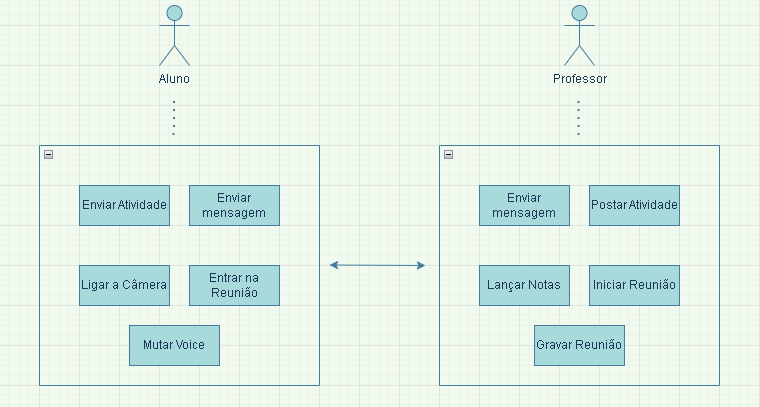 Aluno
Professor
Enviar Atividade
Enviar
mensagem
Ligar a Câmera
Entrar na
Reunião
Mutar Voice
Enviar
mensagem
Postar Atividade
Lançar Notas
Iniciar Reunião
Gravar Reunião